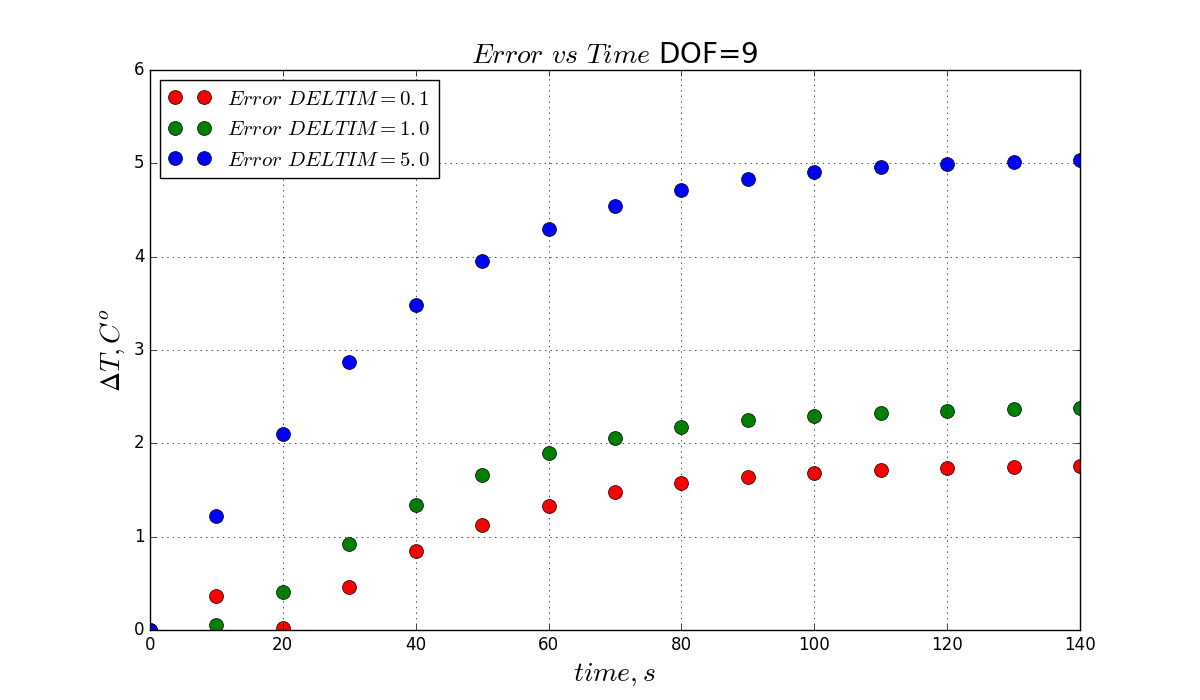 Error vs Time DOF=9
6
5
4
3
2
1
0
Error DELTIM=0.1
Error DELTIM=1.0
Error DELTIM=5.0
ΔT,C^o
0 20 40 60 80 100 120 140
time,s